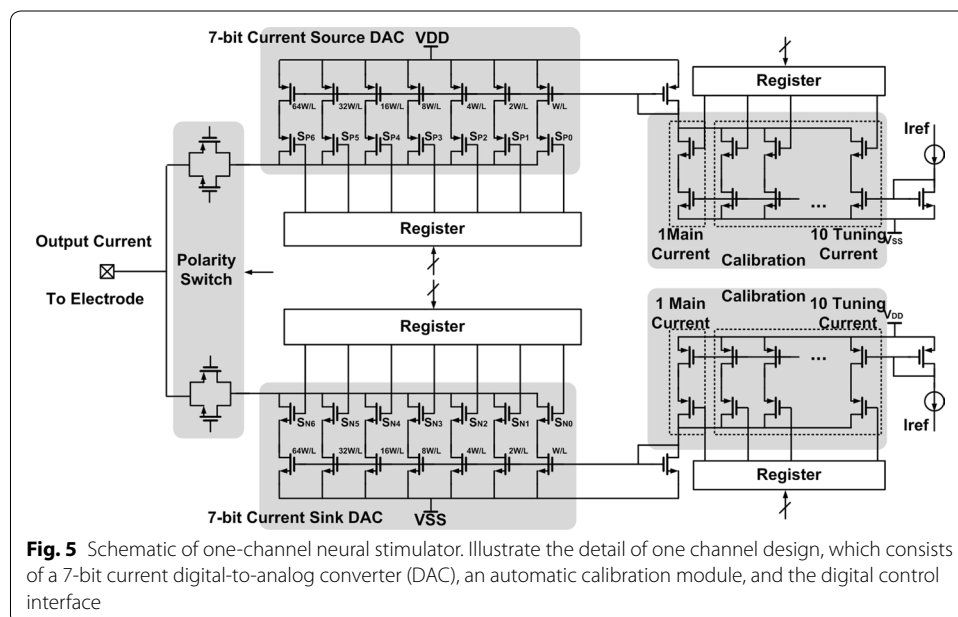 7-bit Current Source DAC
VDD
64W/L 32W/L 16W/L 8W/L 4W/L 2W/L W/L
SP6 SP5 SP4 SP3 SP2 SP1 SP0
Register
Register
Iref
...
1Main
Current
10 Tuning
Current
VSS
Calibration
Output Current
To Electrode
Polarity
Switch
Register
SN6 SN5 SN4 SN3 SN2 SN1 SN0
64W/L 32W/L 16W/L 8W/L 4W/L 2W/L W/L
7-bit Current Sink DAC
VSS
Calibration
1 Main
Current
10 Tuning
Current
VDD
...
Iref
Register
Fig. 5 Schematic of one-channel neural stimulator. Illustrate the detail of one channel design, which consists
of a 7-bit current digital-to-analog converter (DAC), an automatic calibration module, and the digital control
interface